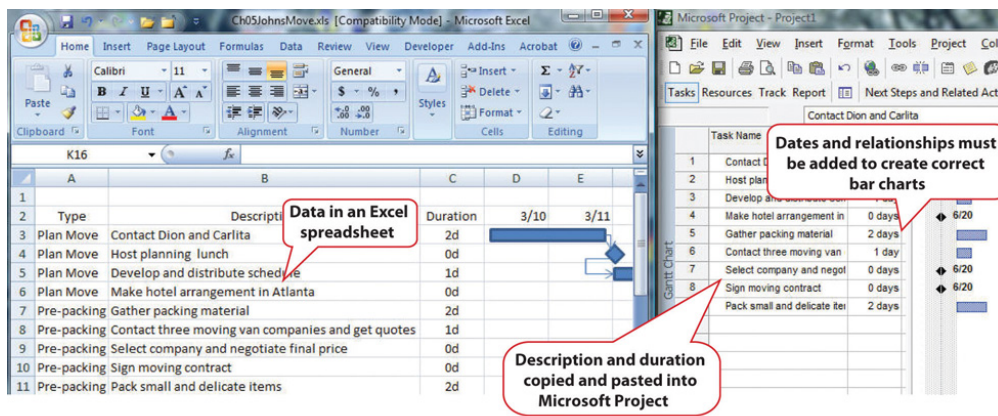 Ch05JohnsMove.xls [Compatibility Mode] - Microsoft Excel
Home Insert Page Layout Formulas Data Review View Developer Add-Ins Acrobat
Paste
Calibri 11
B I U A A
General
$ % ,
Styles
Insert
Delete
Format
Σ
Clipboard Font Alignment Number Cells Editing
K16 fx
A B C D E
1
2 Type Descripti Duration 3/10 3/11
3 Plan Move Contact Dion and Carlita 2d
4 Plan Move Host planning lunch 0d
5 Plan Move Develop and distribute schedule 1d
6 Plan Move Make hotel arrangement in Atlanta 0d
7 Pre-packing Gather packing material 2d
8 Pre-packing Contact three moving van companies and get quotes 1d
9 Pre-packing Select company and negotiate final price 0d
10 Pre-packing Sign moving contract 0d
11 Pre-packing Pack small and delicate items 2d
Data in an Excel
spreadsheet
Microsoft Project - Project1
File Edit View Insert Format Tools Project Col
Tasks Resources Track Report Next Steps and Related Act
Contact Dion and Carlita
Task Name
Gantt Chart
1 Contact D
2 Host plan
3 Develop and distribute
4 Make hotel arrangement in 0 days 6/20
5 Gather packing material 2 days
6 Contact three moving van 1 day
7 Select company and negot 0 days 6/20
8 Sign moving contract 0 days 6/20
Pack small and delicate iter 2 days
Dates and relationships must
be added to create correct
bar charts
Description and duration
copied and pasted into
Microsoft Project